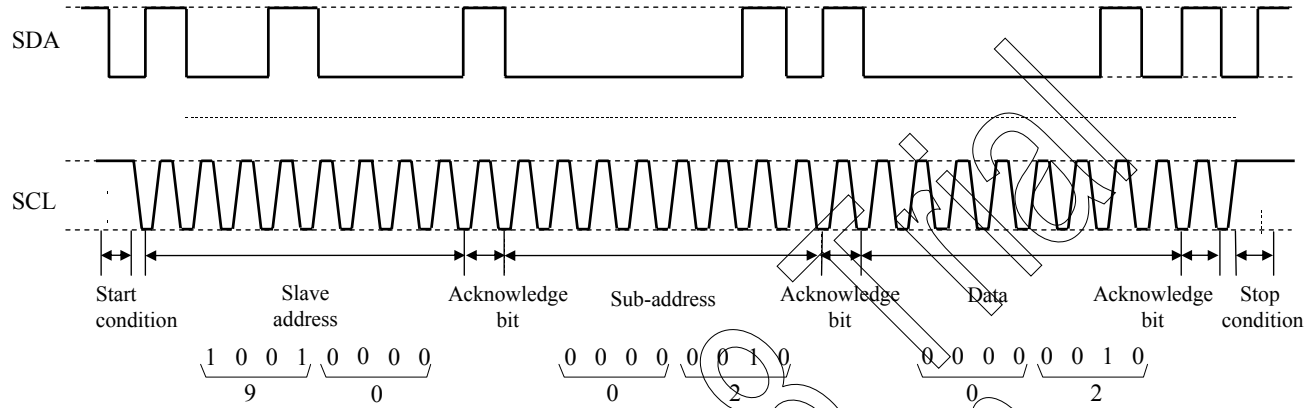 SDA
SCL
Start condition
Slave address
Acknowledge bit
Sub-address
Acknowledge bit
Data
Acknowledge bit
Stop condition
1 0 0 1 0 0 0 0
0 0 0 0 0 0 1 0
0 0 0 0 0 0 1 0
9 0
0 2
0 2
Trial